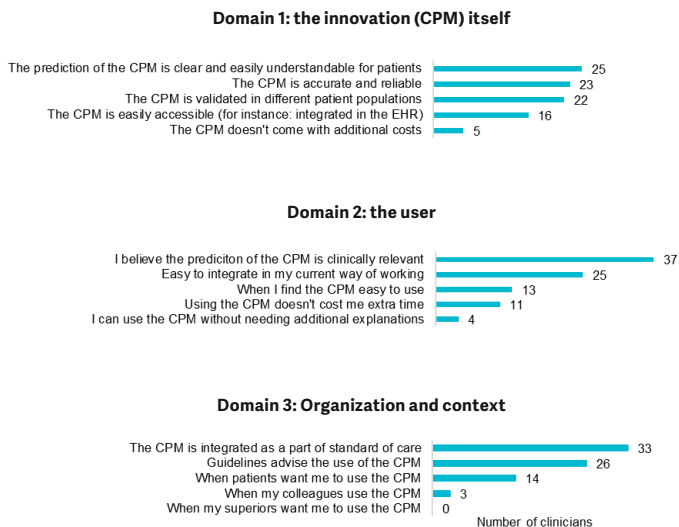 Domain 1: the innovation (CPM) itself
The prediction of the CPM is clear and easily understandable for patients 25
The CPM is accurate and reliable 23
The CPM is validated in different patient populations 22
The CPM is easily accessible (for instance: integrated in the EHR) 16
The CPM doesn't come with additional costs 5
Domain 2: the user
I believe the prediciton of the CPM is clinically relevant 37
Easy to integrate in my current way of working 25
When I find the CPM easy to use 13
Using the CPM doesn't cost me extra time 11
I can use the CPM without needing additional explanations 4
Domain 3: Organization and context
The CPM is integrated as a part of standard of care 33
Guidelines advise the use of the CPM 26
When patients want me to use the CPM 14
When my colleagues use the CPM 3
When my superiors want me to use the CPM 0
Number of clinicians